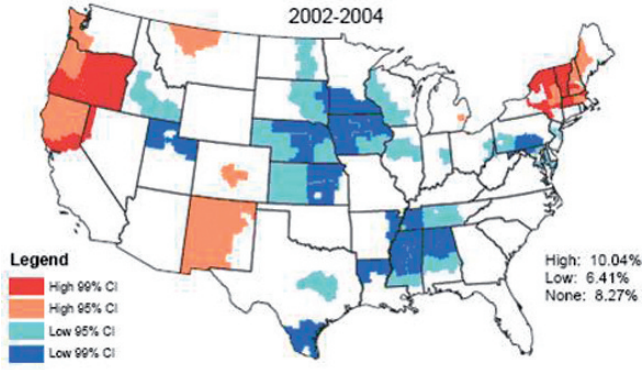 2002-2004
Legend
High 99% CI
High 95% CI
Low 95% CI
Low 99% CI
High: 10.04%
Low: 6.41%
None: 8.27%